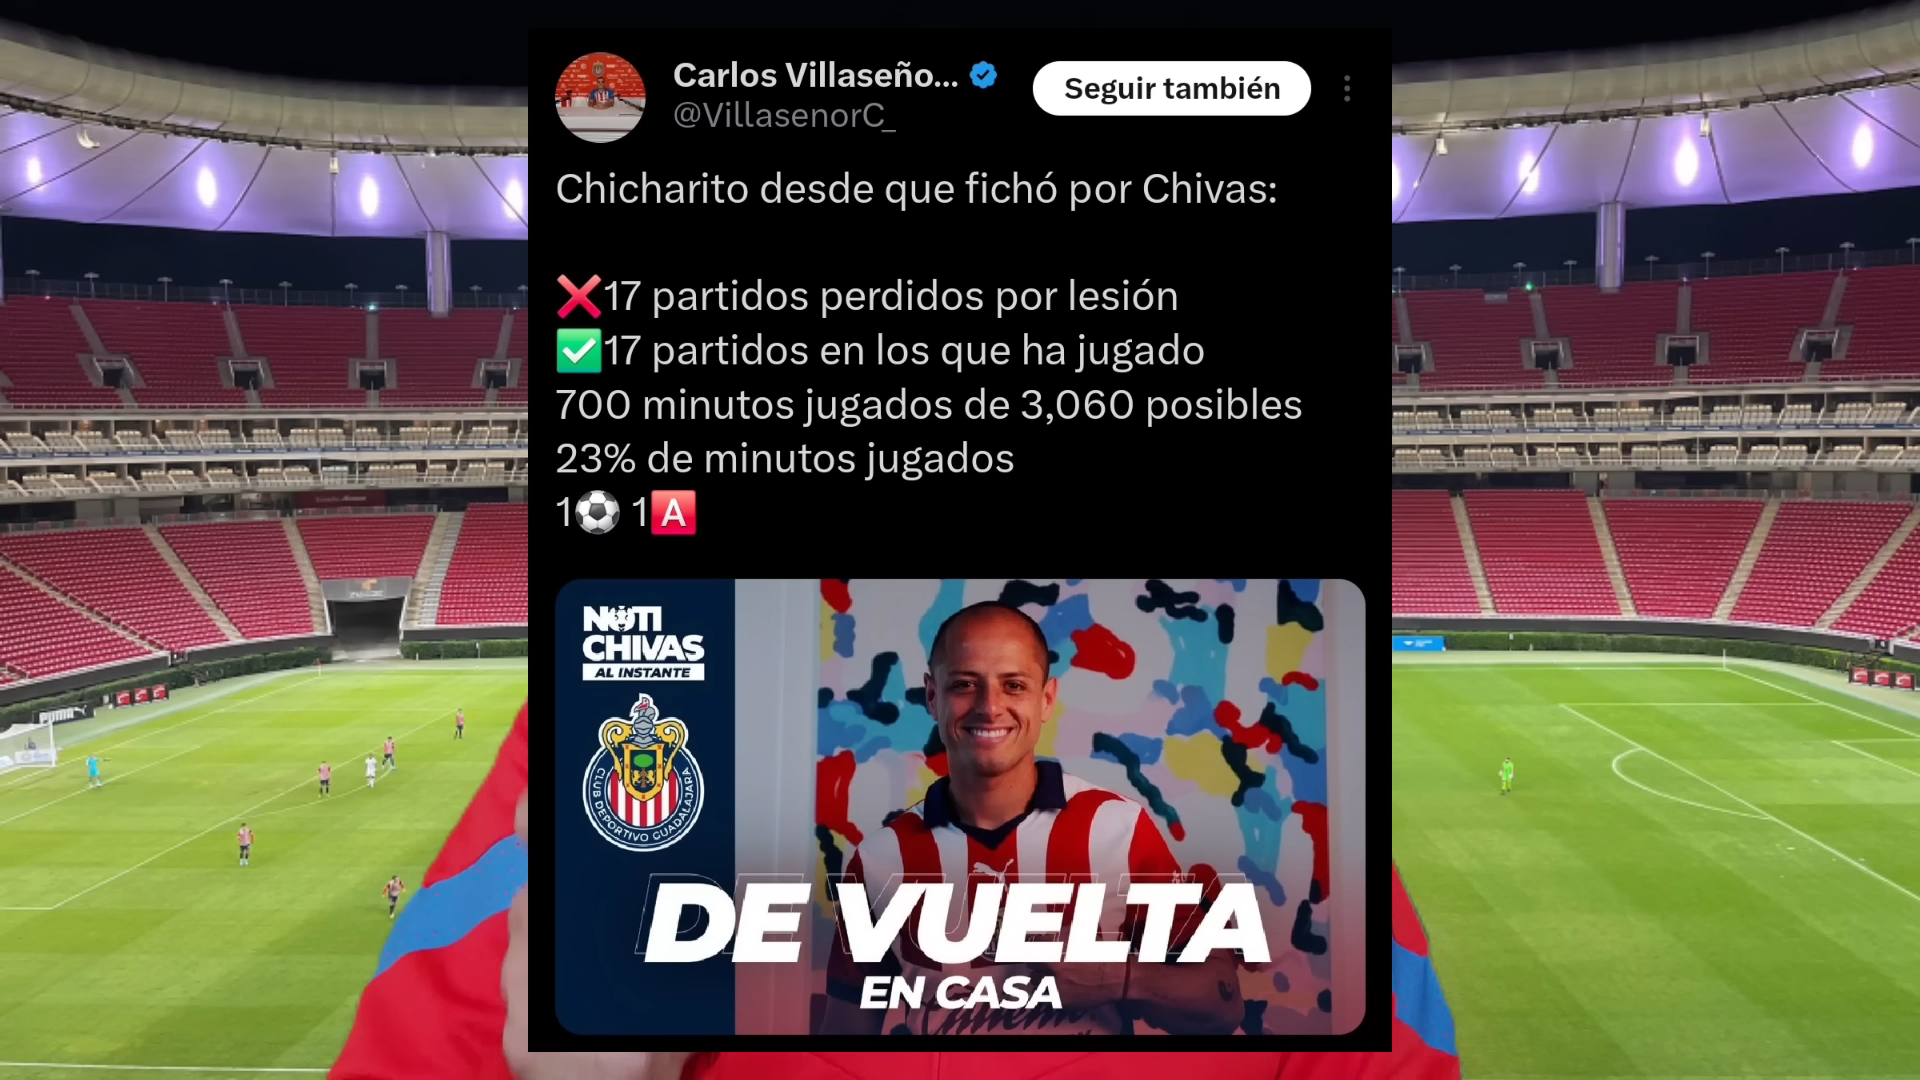 Carlos Villaseño...
@VillasenorC_
Seguir también
Chicharito desde que fichó por Chivas:
❌17 partidos perdidos por lesión
✅17 partidos en los que ha jugado
700 minutos jugados de 3,060 posibles
23% de minutos jugados
1⚽ 1🅰
NOTI
CHIVAS
AL INSTANTE
CLUB DEPORTIVO GUADALAJARA
DE VUELTA
EN CASA
PUMA